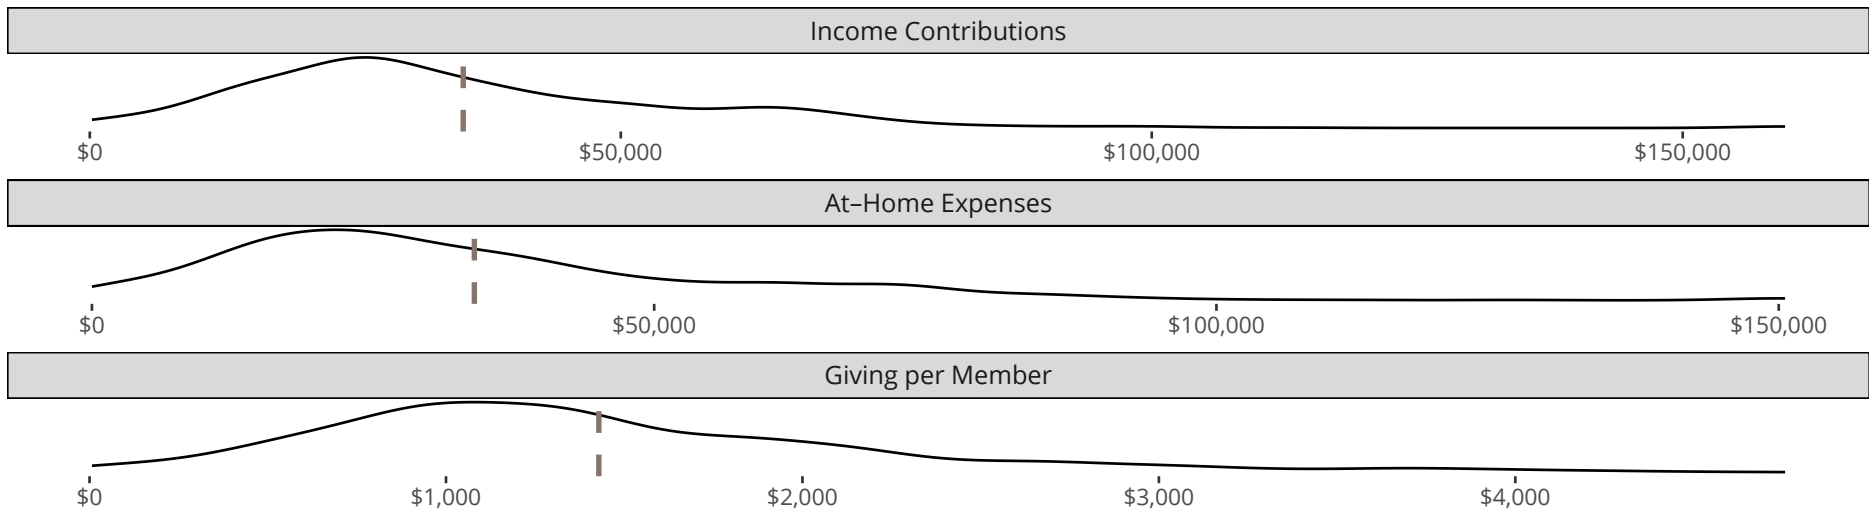 Income Contributions
$0 $50,000 $100,000 $150,000
At–Home Expenses
$0 $50,000 $100,000 $150,000
Giving per Member
$0 $1,000 $2,000 $3,000 $4,000